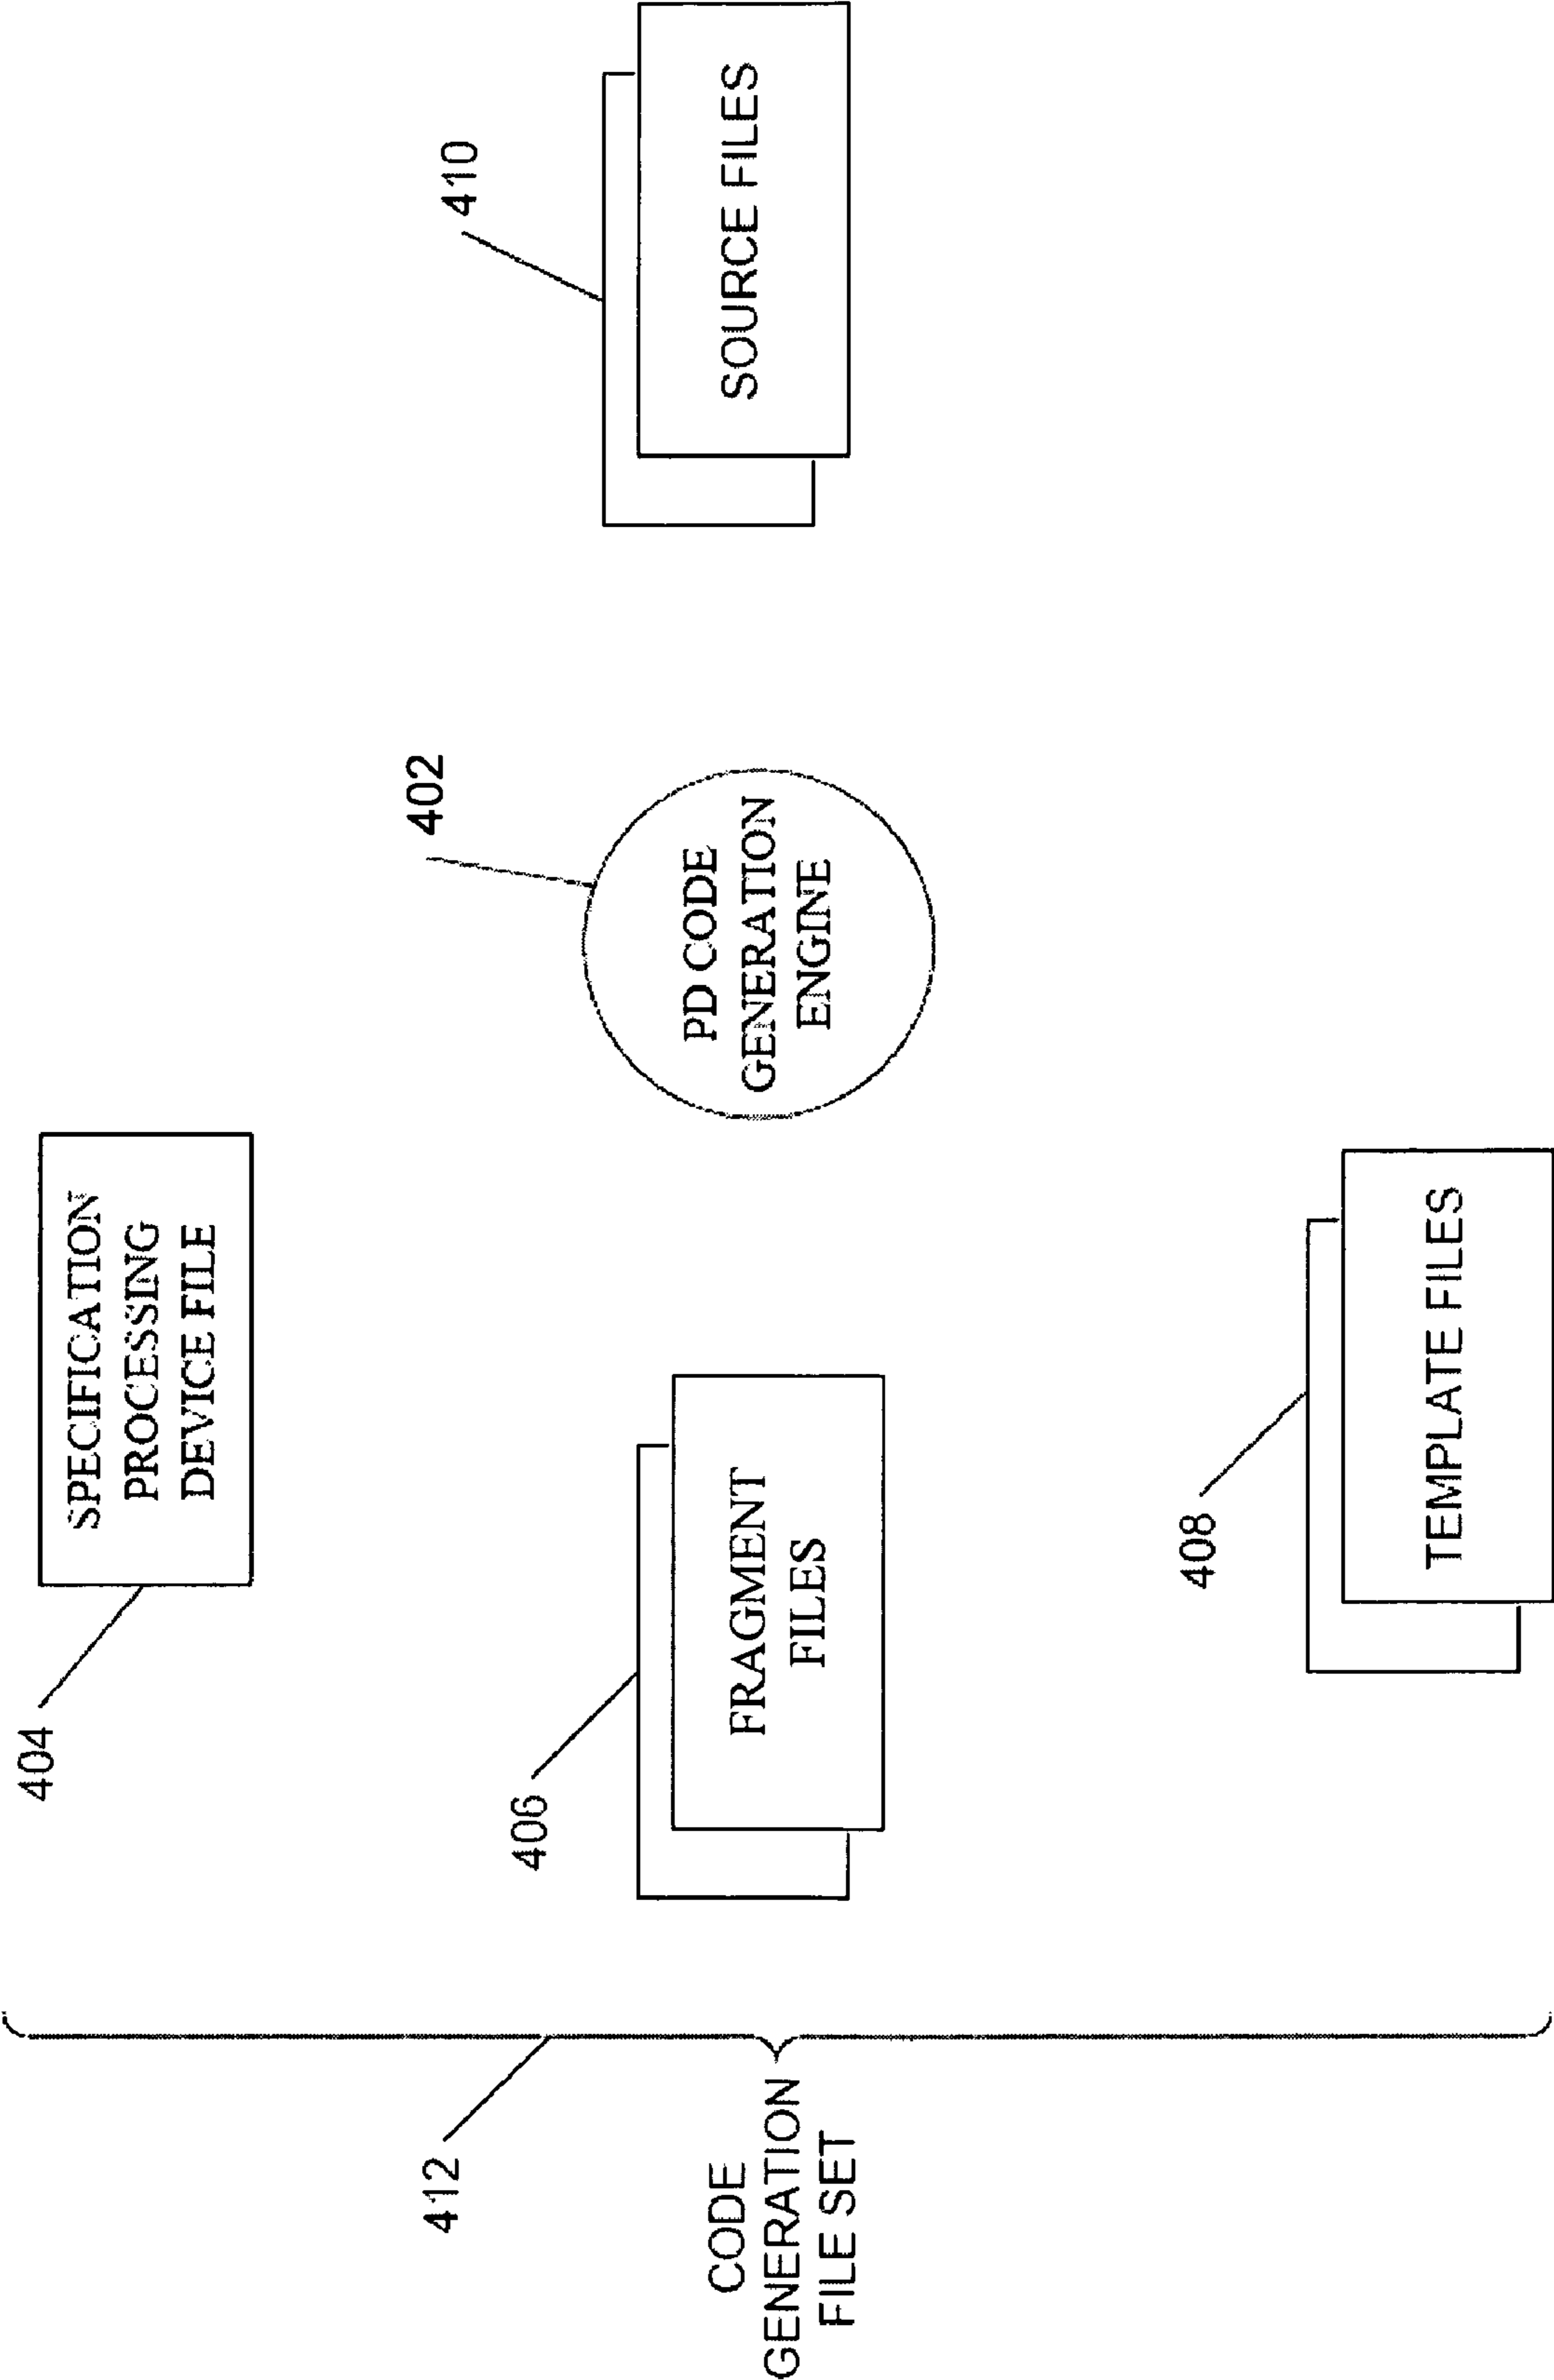 404
SPECIFICATION
PROCESSING
DEVICE FILE
412
CODE
GENERATION
FILE SET
406
FRAGMENT
FILES
402
PD CODE
GENERATION
ENGINE
410
SOURCE FILES
408
TEMPLATE FILES